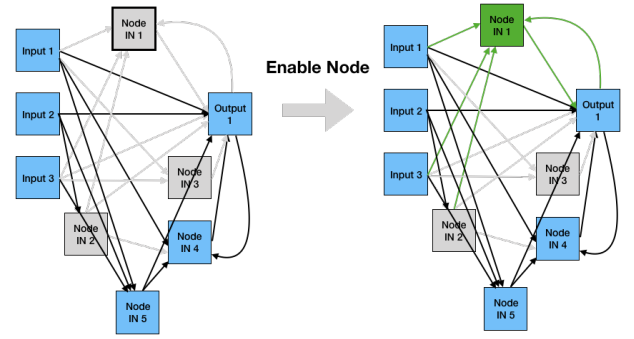 Node
IN 1
Input 1
Input 2
Output
1
Input 3
Node
IN 3
Node
IN 2
Node
IN 4
Node
IN 5
Enable Node
Node
IN 1
Input 1
Input 2
Output
1
Input 3
Node
IN 3
Node
IN 2
Node
IN 4
Node
IN 5